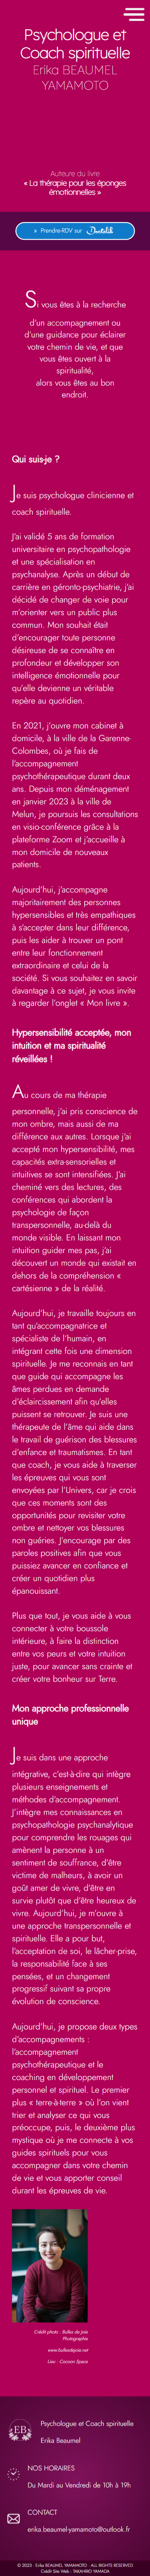 Psychologue et
Coach spirituelle
Erika BEAUMEL
YAMAMOTO
Auteure du livre
« La thérapie pour les éponges
émotionnelles »
» Prendre-RDV sur Doctolib
Si vous êtes à la recherche
d'un accompagnement ou
d'une guidance pour éclairer
votre chemin de vie, et que
vous êtes ouvert à la
spiritualité,
alors vous êtes au bon
endroit.
Qui suis-je ?
Je suis psychologue clinicienne et
coach spirituelle.
J'ai validé 5 ans de formation
universitaire en psychopathologie
et une spécialisation en
psychanalyse. Après un début de
carrière en géronto-psychiatrie, j'ai
décidé de changer de voie pour
m'orienter vers un public plus
commun. Mon souhait était
d'encourager toute personne
désireuse de se connaître en
profondeur et développer son
intelligence émotionnelle pour
qu'elle devienne un véritable
repère au quotidien.
En 2021, j'ouvre mon cabinet à
domicile, à la ville de la Garenne-
Colombes, où je fais de
l'accompagnement
psychothérapeutique durant deux
ans. Depuis mon déménagement
en janvier 2023 à la ville de
Melun, je poursuis les consultations
en visio-conférence grâce à la
plateforme Zoom et j'accueille à
mon domicile de nouveaux
patients.
Aujourd'hui, j'accompagne
majoritairement des personnes
hypersensibles et très empathiques
à s'accepter dans leur différence,
puis les aider à trouver un pont
entre leur fonctionnement
extraordinaire et celui de la
société. Si vous souhaitez en savoir
davantage à ce sujet, je vous invite
à regarder l'onglet « Mon livre ».
Hypersensibilité acceptée, mon
intuition et ma spiritualité
réveillées !
Au cours de ma thérapie
personnelle, j'ai pris conscience de
mon ombre, mais aussi de ma
différence aux autres. Lorsque j'ai
accepté mon hypersensibilité, mes
capacités extra-sensorielles et
intuitives se sont intensifiées. J'ai
cheminé vers des lectures, des
conférences qui abordent la
psychologie de façon
transpersonnelle, au-delà du
monde visible. En laissant mon
intuition guider mes pas, j'ai
découvert un monde qui existait en
dehors de la compréhension «
cartésienne » de la réalité.
Aujourd'hui, je travaille toujours en
tant qu'accompagnatrice et
spécialiste de l'humain, en
intégrant cette fois une dimension
spirituelle. Je me reconnais en tant
que guide qui accompagne les
âmes perdues en demande
d'éclaircissement afin qu'elles
puissent se retrouver. Je suis une
thérapeute de l'âme qui aide dans
le travail de guérison des blessures
d'enfance et traumatismes. En tant
que coach, je vous aide à traverser
les épreuves qui vous sont
envoyées par l'Univers, car je crois
que ces moments sont des
opportunités pour revisiter votre
ombre et nettoyer vos blessures
non guéries. J'encourage par des
paroles positives afin que vous
puissiez avancer en confiance et
créer un quotidien plus
épanouissant.
Plus que tout, je vous aide à vous
connecter à votre boussole
intérieure, à faire la distinction
entre vos peurs et votre intuition
juste, pour avancer sans crainte et
créer votre bonheur sur Terre.
Mon approche professionnelle
unique
Je suis dans une approche
intégrative, c'est-à-dire qui intègre
plusieurs enseignements et
méthodes d'accompagnement.
J'intègre mes connaissances en
psychopathologie psychanalytique
pour comprendre les rouages qui
amènent la personne à un
sentiment de souffrance, d'être
victime de malheurs, à avoir un
goût amer de vivre, d'être en
survie plutôt que d'être heureux de
vivre. Aujourd'hui, je m'ouvre à
une approche transpersonnelle et
spirituelle. Elle a pour but,
l'acceptation de soi, le lâcher-prise,
la responsabilité face à ses
pensées, et un changement
progressif suivant sa propre
évolution de conscience.
Aujourd'hui, je propose deux types
d'accompagnements :
l'accompagnement
psychothérapeutique et le
coaching en développement
personnel et spirituel. Le premier
plus « terre-à-terre » où l'on vient
trier et analyser ce qui vous
préoccupe, puis, le deuxième plus
mystique où je me connecte à vos
guides spirituels pour vous
accompagner dans votre chemin
de vie et vous apporter conseil
durant les épreuves de vie.
Crédit photo : Bulles de Joie
Photographie
www.bullesdejoie.net
Lieu : Cocoon Space
EB
Psychologue et Coach spirituelle
Erika Beaumel
NOS HORAIRES
Du Mardi au Vendredi de 10h à 19h
CONTACT
erika.beaumel-yamamoto@outlook.fr
© 2023 Erika BEAUMEL YAMAMOTO - ALL RIGHTS RESERVED
Crédit Site Web : TAKAHIRO YAMADA